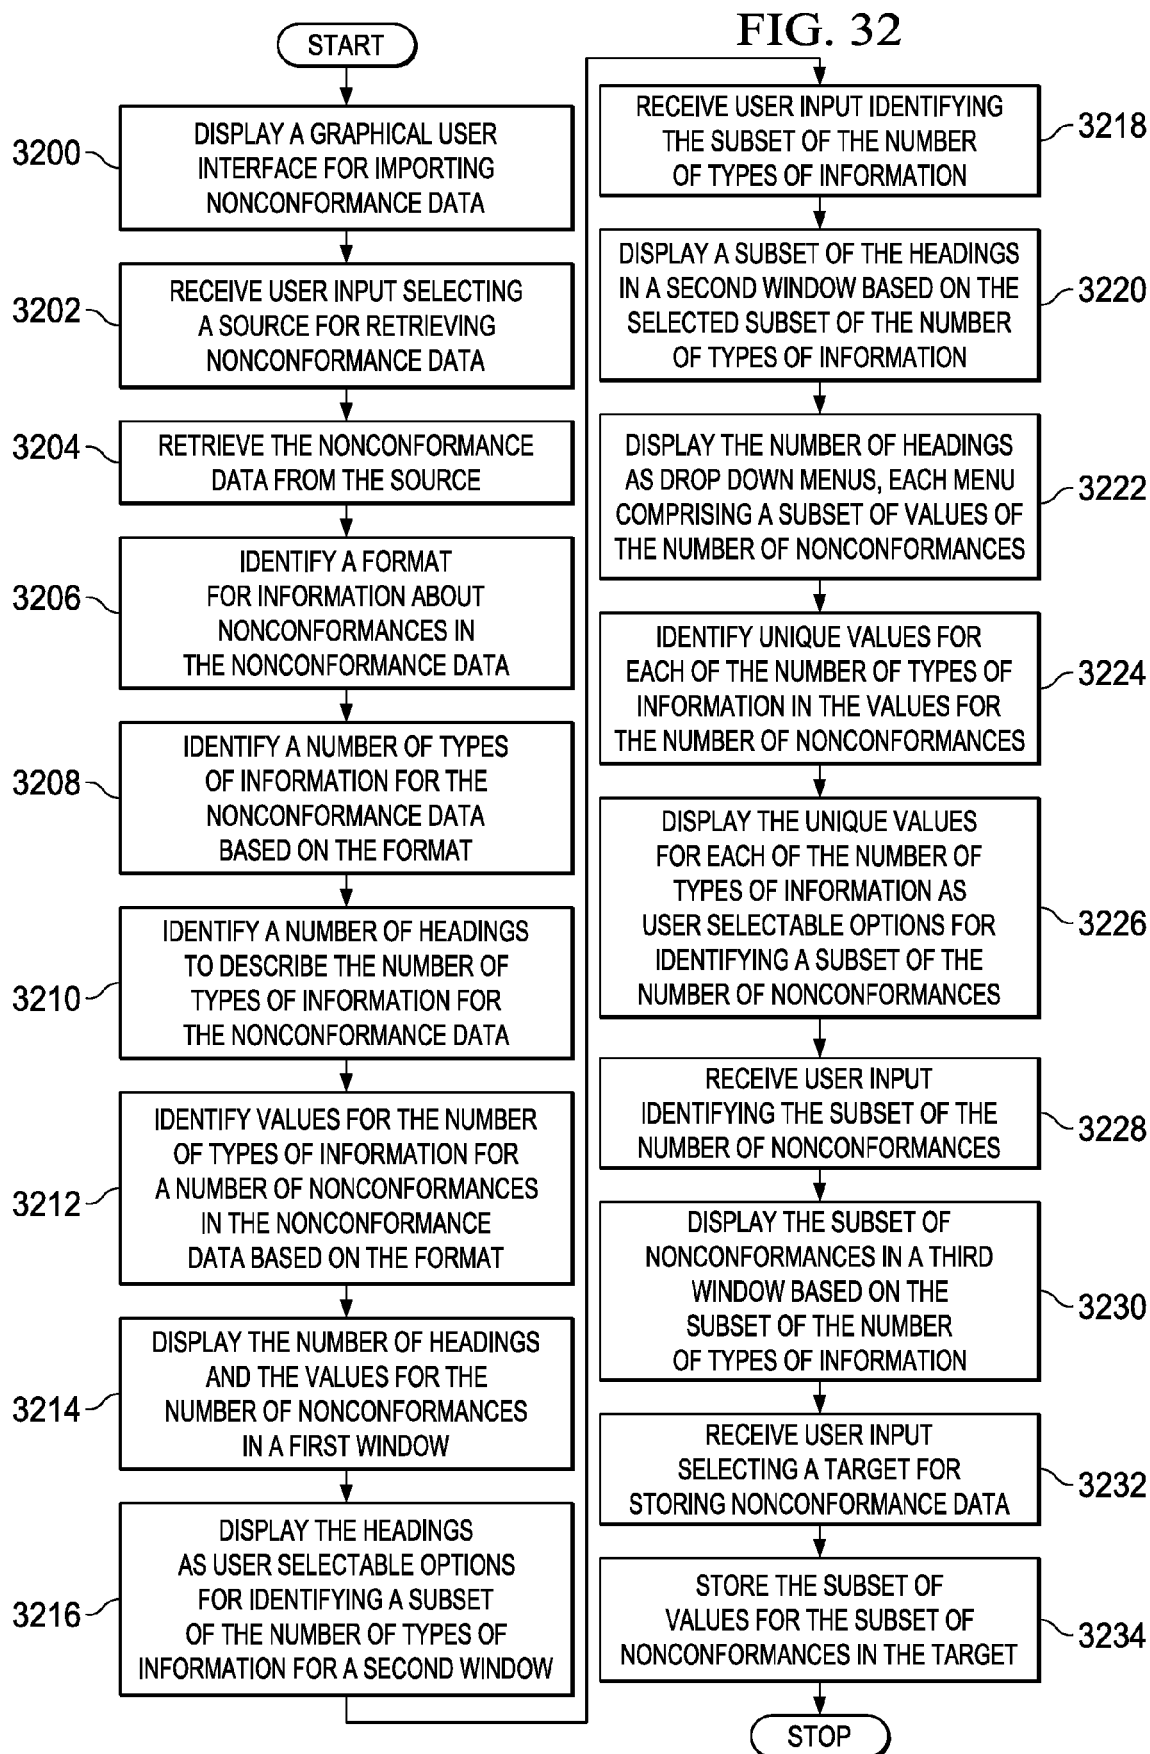 FIG. 32
START
3200
DISPLAY A GRAPHICAL USER
INTERFACE FOR IMPORTING
NONCONFORMANCE DATA
3202
RECEIVE USER INPUT SELECTING
A SOURCE FOR RETRIEVING
NONCONFORMANCE DATA
3204
RETRIEVE THE NONCONFORMANCE
DATA FROM THE SOURCE
3206
IDENTIFY A FORMAT
FOR INFORMATION ABOUT
NONCONFORMANCES IN
THE NONCONFORMANCE DATA
3208
IDENTIFY A NUMBER OF TYPES
OF INFORMATION FOR THE
NONCONFORMANCE DATA
BASED ON THE FORMAT
3210
IDENTIFY A NUMBER OF HEADINGS
TO DESCRIBE THE NUMBER OF
TYPES OF INFORMATION FOR
THE NONCONFORMANCE DATA
3212
IDENTIFY VALUES FOR THE NUMBER
OF TYPES OF INFORMATION FOR
A NUMBER OF NONCONFORMANCES
IN THE NONCONFORMANCE
DATA BASED ON THE FORMAT
3214
DISPLAY THE NUMBER OF HEADINGS
AND THE VALUES FOR THE
NUMBER OF NONCONFORMANCES
IN A FIRST WINDOW
3216
DISPLAY THE HEADINGS
AS USER SELECTABLE OPTIONS
FOR IDENTIFYING A SUBSET
OF THE NUMBER OF TYPES OF
INFORMATION FOR A SECOND WINDOW
RECEIVE USER INPUT IDENTIFYING
THE SUBSET OF THE NUMBER
OF TYPES OF INFORMATION
3218
DISPLAY A SUBSET OF THE HEADINGS
IN A SECOND WINDOW BASED ON THE
SELECTED SUBSET OF THE NUMBER
OF TYPES OF INFORMATION
3220
DISPLAY THE NUMBER OF HEADINGS
AS DROP DOWN MENUS, EACH MENU
COMPRISING A SUBSET OF VALUES OF
THE NUMBER OF NONCONFORMANCES
3222
IDENTIFY UNIQUE VALUES FOR
EACH OF THE NUMBER OF TYPES OF
INFORMATION IN THE VALUES FOR
THE NUMBER OF NONCONFORMANCES
3224
DISPLAY THE UNIQUE VALUES
FOR EACH OF THE NUMBER OF
TYPES OF INFORMATION AS
USER SELECTABLE OPTIONS FOR
IDENTIFYING A SUBSET OF THE
NUMBER OF NONCONFORMANCES
3226
RECEIVE USER INPUT
IDENTIFYING THE SUBSET OF THE
NUMBER OF NONCONFORMANCES
3228
DISPLAY THE SUBSET OF
NONCONFORMANCES IN A THIRD
WINDOW BASED ON THE
SUBSET OF THE NUMBER
OF TYPES OF INFORMATION
3230
RECEIVE USER INPUT
SELECTING A TARGET FOR
STORING NONCONFORMANCE DATA
3232
STORE THE SUBSET OF
VALUES FOR THE SUBSET OF
NONCONFORMANCES IN THE TARGET
3234
STOP